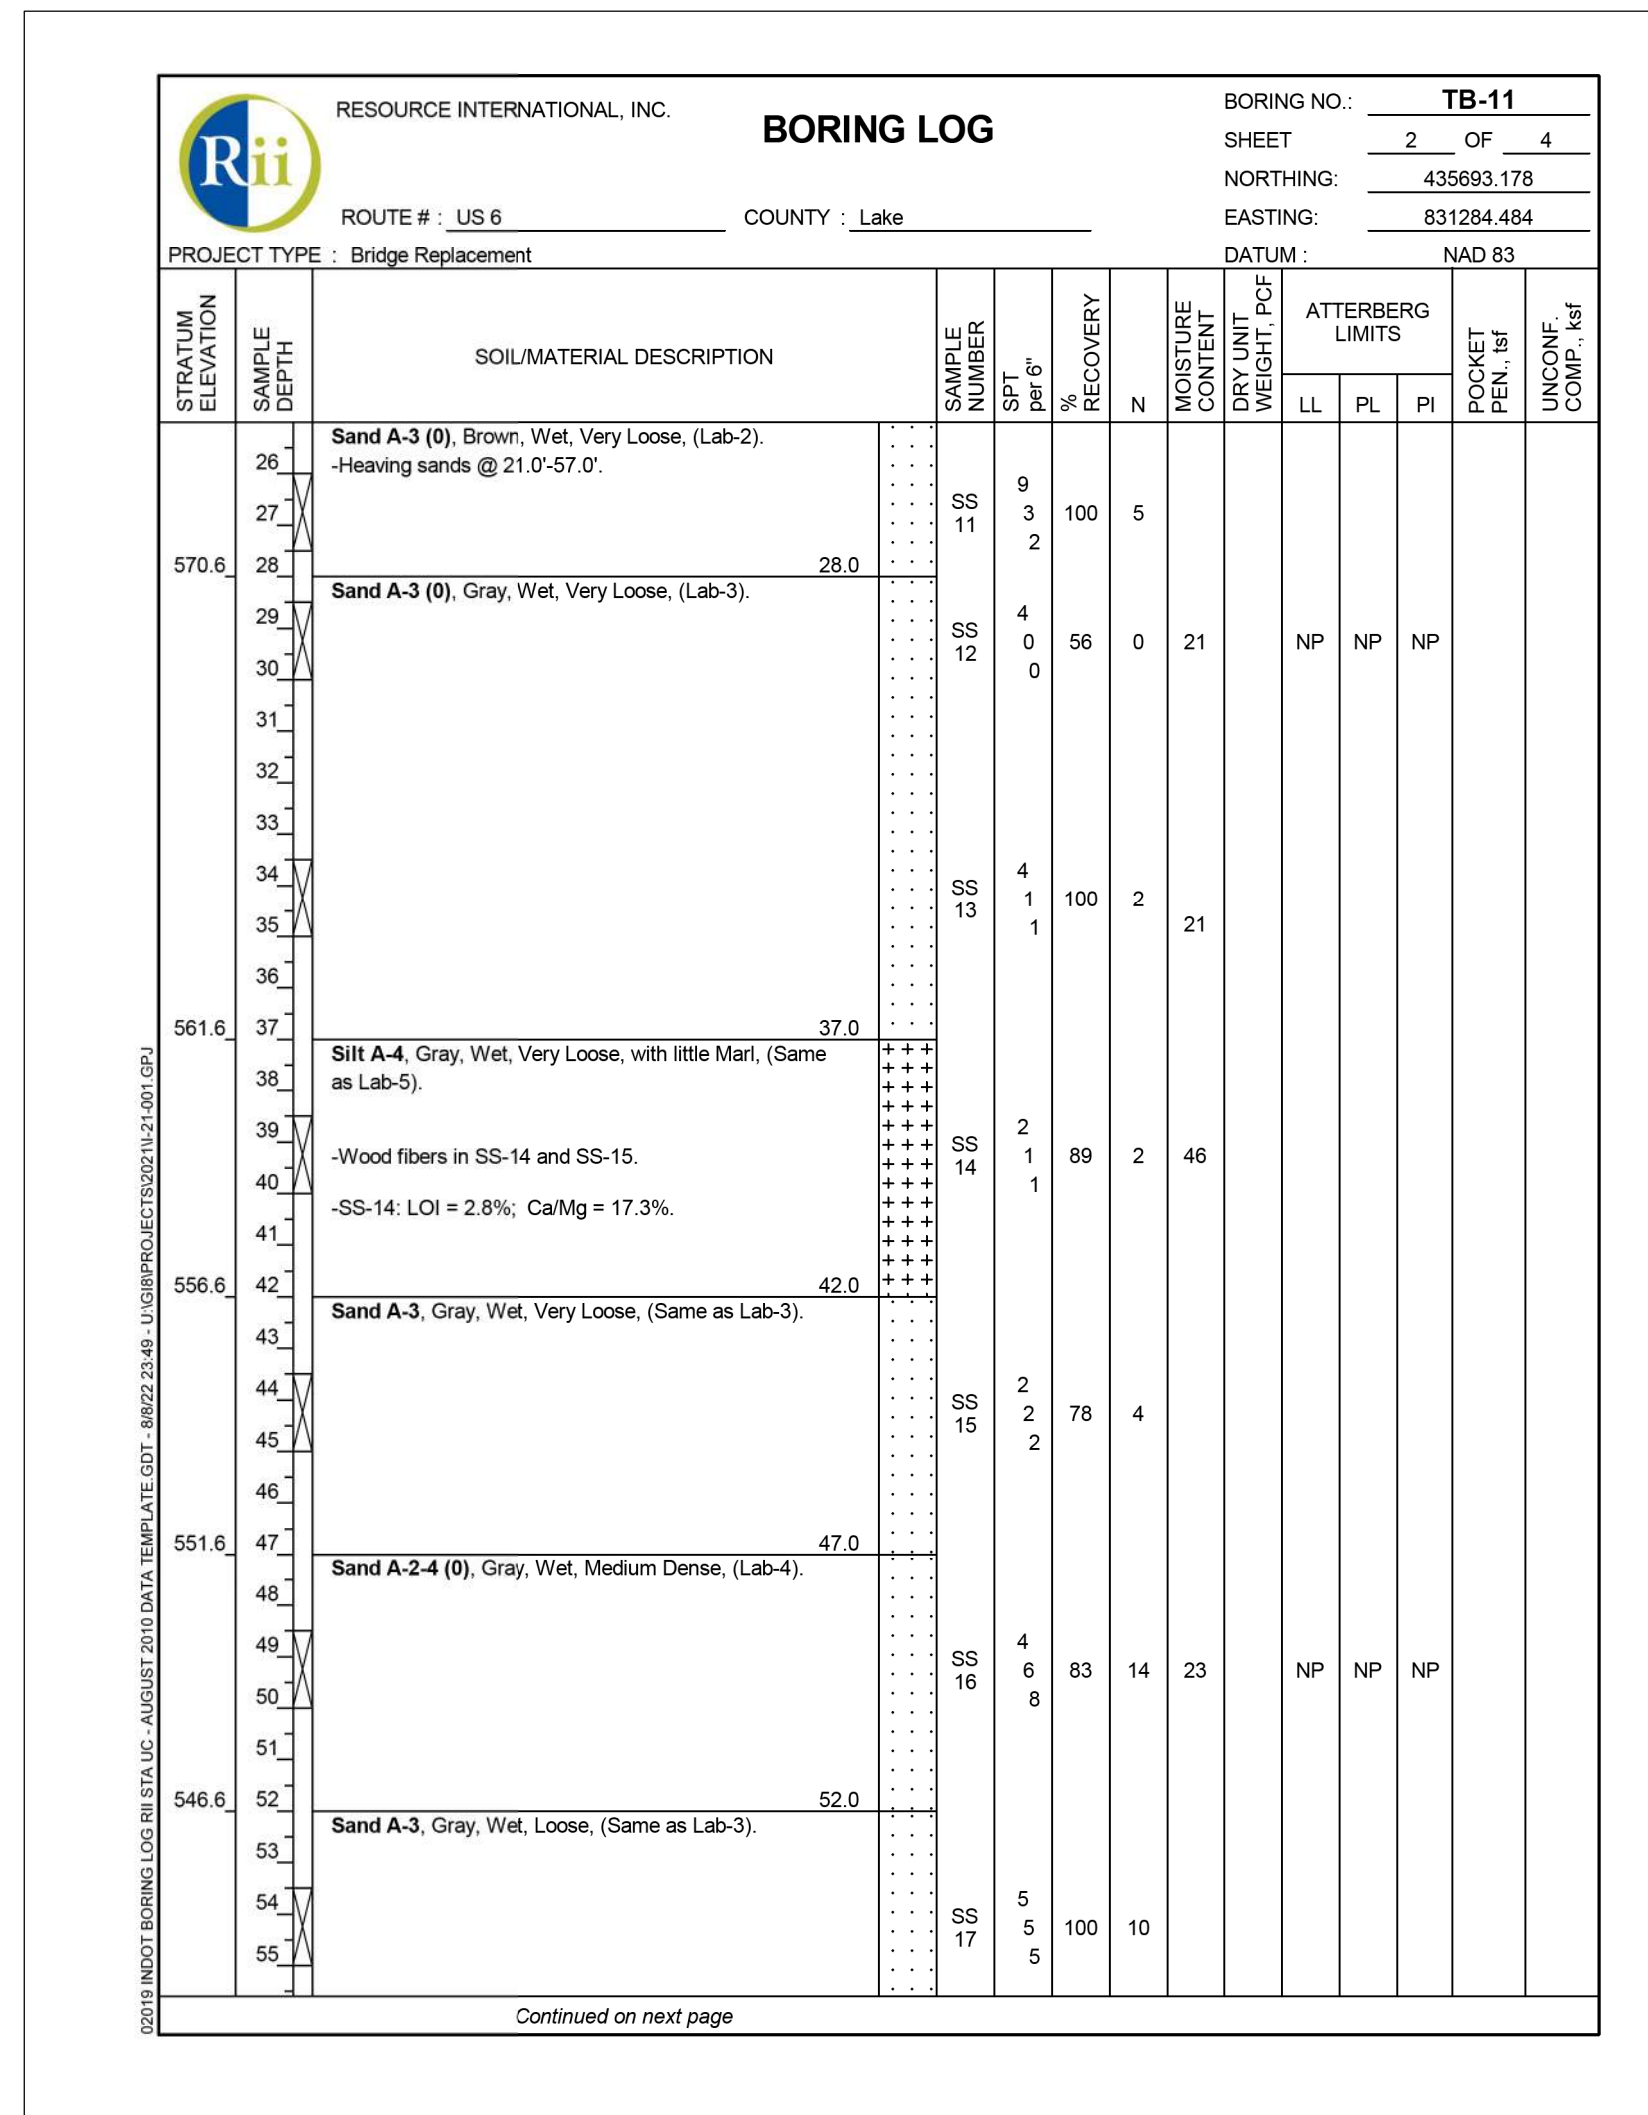 Rii
RESOURCE INTERNATIONAL, INC.
BORING LOG
BORING NO.: TB-11
SHEET 2 OF 4
NORTHING: 435693.178
ROUTE # : US 6 COUNTY : Lake
EASTING: 831284.484
PROJECT TYPE : Bridge Replacement
DATUM : NAD 83
STRATUM ELEVATION
SAMPLE DEPTH
SOIL/MATERIAL DESCRIPTION
SAMPLE NUMBER
SPT per 6"
% RECOVERY
N
MOISTURE CONTENT
DRY UNIT WEIGHT, PCF
ATTERBERG LIMITS
LL PL PI
POCKET PEN., tsf
UNCONF. COMP., ksf
Sand A-3 (0), Brown, Wet, Very Loose, (Lab-2).
26 -Heaving sands @ 21.0'-57.0'.
27 SS 11 9 3 2 100 5
570.6 28 28.0
Sand A-3 (0), Gray, Wet, Very Loose, (Lab-3).
29
SS 12 4 0 0 56 0 21 NP NP NP
30
31
32
33
34
SS 13 4 1 1 100 2 21
35
36
561.6 37 37.0
Silt A-4, Gray, Wet, Very Loose, with little Marl, (Same
38 as Lab-5).
39
-Wood fibers in SS-14 and SS-15. SS 14 2 1 1 89 2 46
40
-SS-14: LOI = 2.8%; Ca/Mg = 17.3%.
41
556.6 42 42.0
Sand A-3, Gray, Wet, Very Loose, (Same as Lab-3).
43
44
SS 15 2 2 2 78 4
45
46
551.6 47 47.0
Sand A-2-4 (0), Gray, Wet, Medium Dense, (Lab-4).
48
49
SS 16 4 6 8 83 14 23 NP NP NP
50
51
546.6 52 52.0
Sand A-3, Gray, Wet, Loose, (Same as Lab-3).
53
54
SS 17 5 5 5 100 10
55
Continued on next page
02019 INDOT BORING LOG RII STA UC - AUGUST 2010 DATA TEMPLATE.GDT - 8/8/22 23:49 - U:\GI8\PROJECTS\2021\I-21-001.GPJ